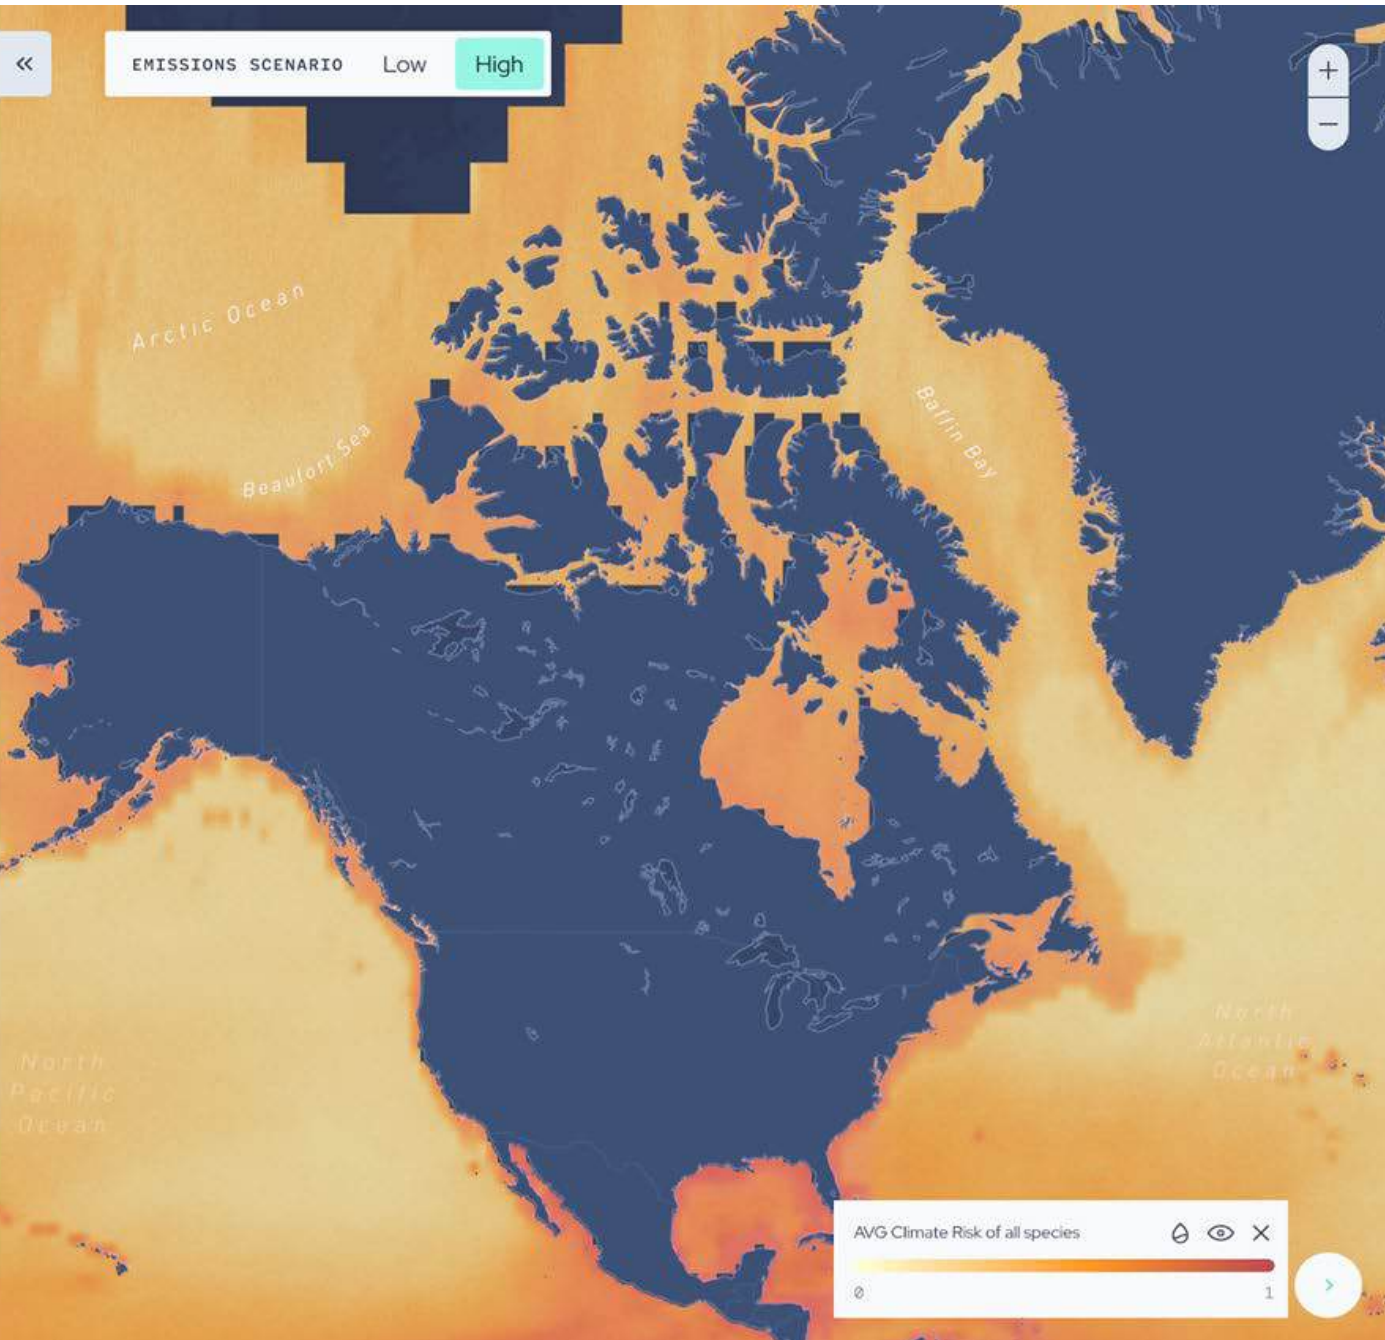 EMISSIONS SCENARIO Low High
Arctic Ocean
Beaufort Sea
Baffin Bay
North
Atlantic
Ocean
North
Pacific
Ocean
AVG Climate Risk of all species
0 1